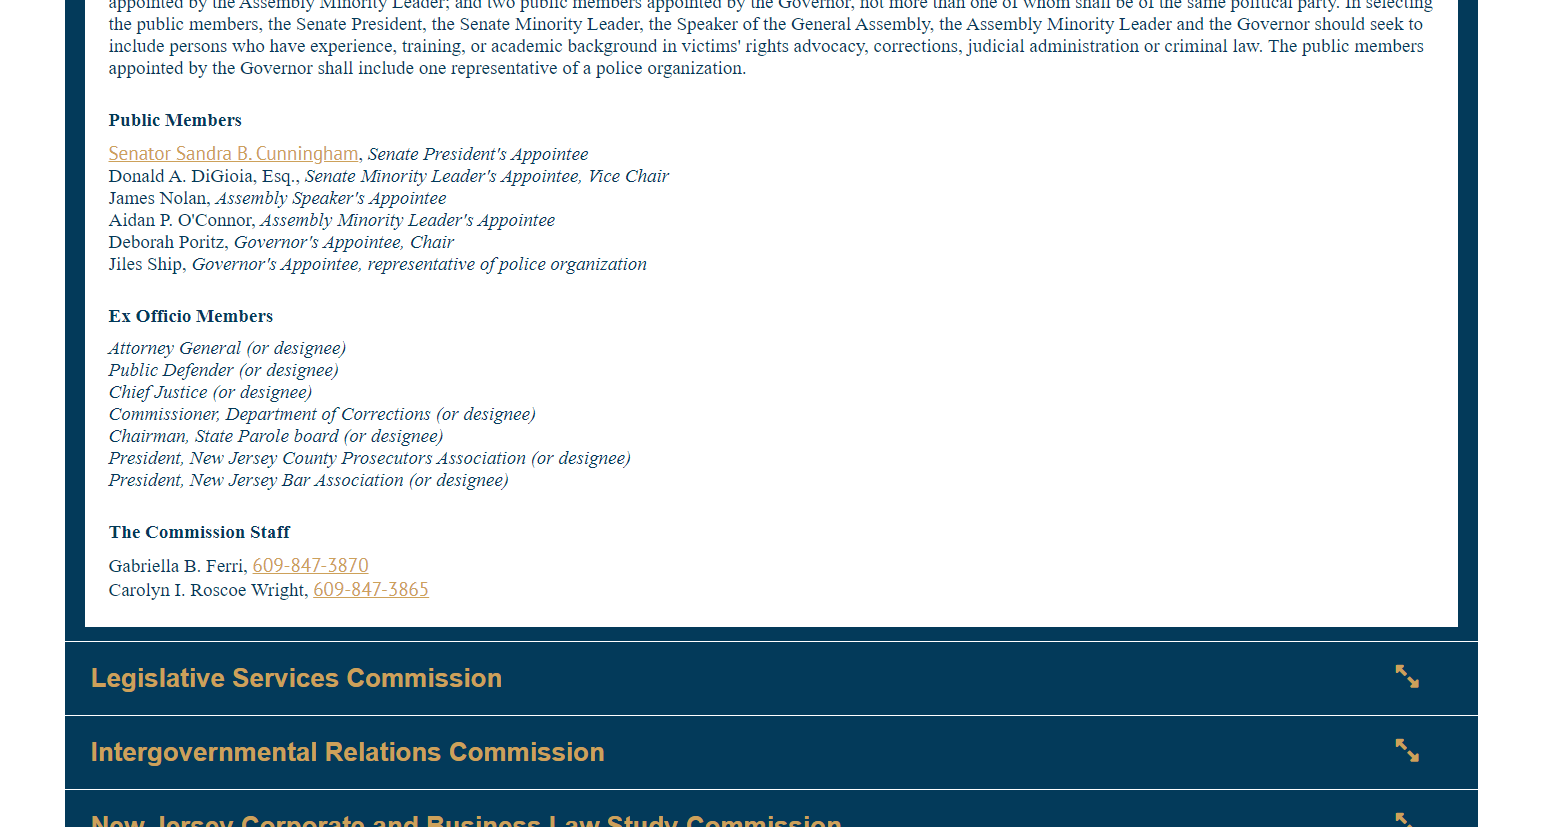 appointed by the Assembly Minority Leader; and two public members appointed by the Governor, not more than one of whom shall be of the same political party. In selecting
the public members, the Senate President, the Senate Minority Leader, the Speaker of the General Assembly, the Assembly Minority Leader and the Governor should seek to
include persons who have experience, training, or academic background in victims' rights advocacy, corrections, judicial administration or criminal law. The public members
appointed by the Governor shall include one representative of a police organization.
Public Members
Senator Sandra B. Cunningham, Senate President's Appointee
Donald A. DiGioia, Esq., Senate Minority Leader's Appointee, Vice Chair
James Nolan, Assembly Speaker's Appointee
Aidan P. O'Connor, Assembly Minority Leader's Appointee
Deborah Poritz, Governor's Appointee, Chair
Jiles Ship, Governor's Appointee, representative of police organization
Ex Officio Members
Attorney General (or designee)
Public Defender (or designee)
Chief Justice (or designee)
Commissioner, Department of Corrections (or designee)
Chairman, State Parole board (or designee)
President, New Jersey County Prosecutors Association (or designee)
President, New Jersey Bar Association (or designee)
The Commission Staff
Gabriella B. Ferri, 609-847-3870
Carolyn I. Roscoe Wright, 609-847-3865
Legislative Services Commission
Intergovernmental Relations Commission
New Jersey Corporate and Business Law Study Commission